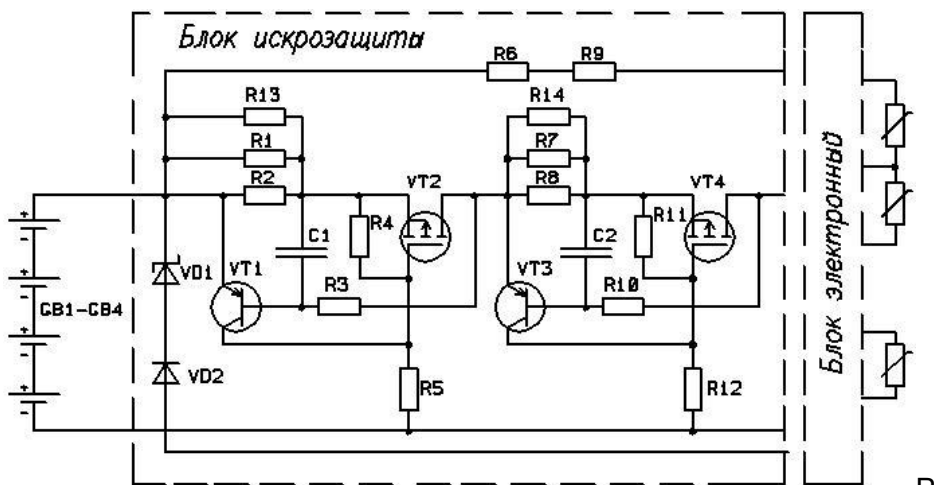 Блок искрозащиты
R6
R9
R13
R14
R1
R7
R2
R8
VT2
VT4
R4
R11
C1
C2
VD1
VT1
VT3
R3
R10
GB1-GB4
VD2
R5
R12
Блок электронный